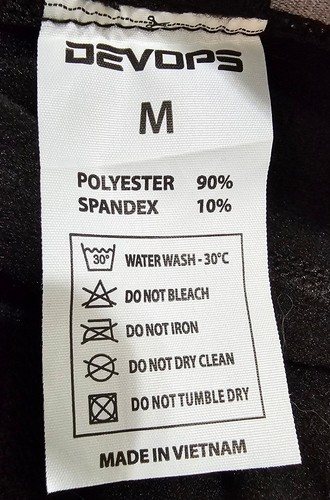 DEVOPS
M
POLYESTER 90%
SPANDEX 10%
30° WATER WASH - 30°C
DO NOT BLEACH
DO NOT IRON
DO NOT DRY CLEAN
DO NOT TUMBLE DRY
MADE IN VIETNAM